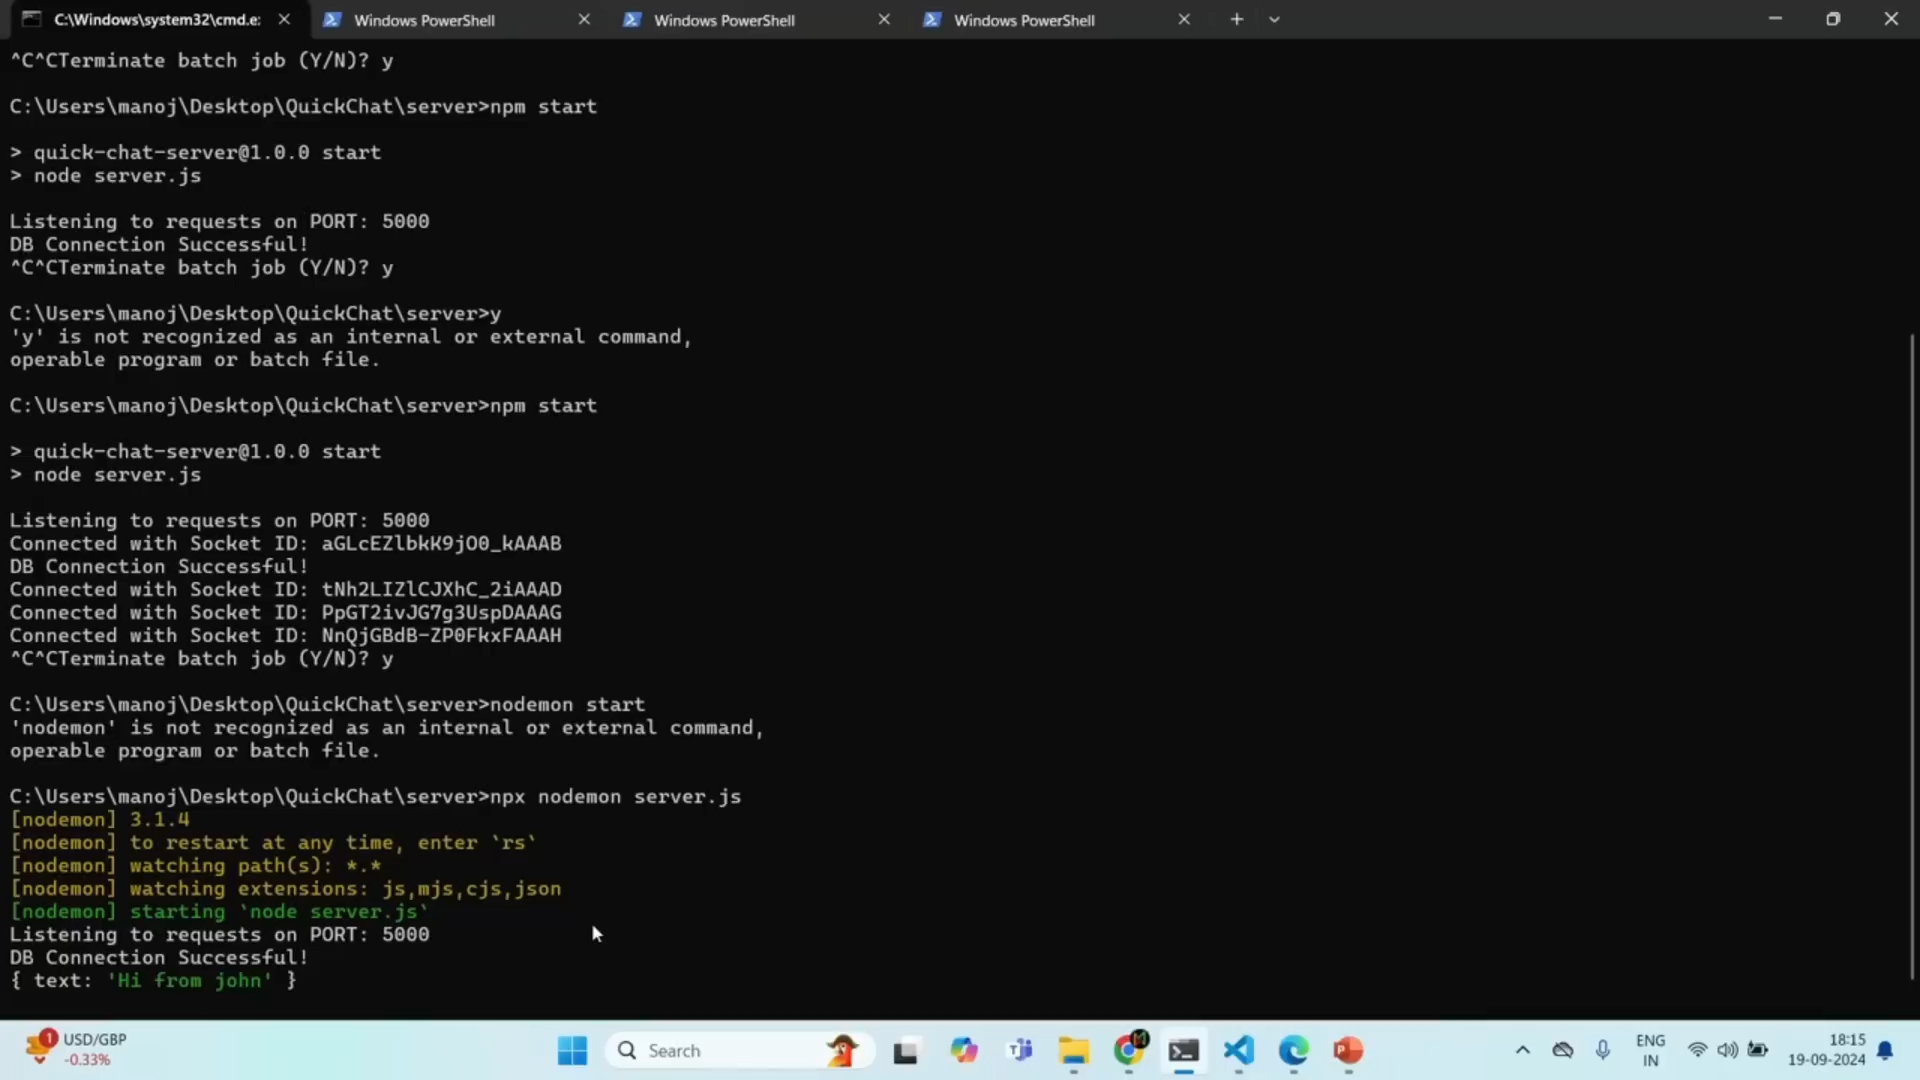 C:\Windows\system32\cmd.e:
Windows PowerShell
Windows PowerShell
Windows PowerShell
^C^CTerminate batch job (Y/N)? y
C:\Users\manoj\Desktop\QuickChat\server>npm start
> quick-chat-server@1.0.0 start
> node server.js
Listening to requests on PORT: 5000
DB Connection Successful!
^C^CTerminate batch job (Y/N)? y
C:\Users\manoj\Desktop\QuickChat\server>y
'y' is not recognized as an internal or external command,
operable program or batch file.
C:\Users\manoj\Desktop\QuickChat\server>npm start
> quick-chat-server@1.0.0 start
> node server.js
Listening to requests on PORT: 5000
Connected with Socket ID: aGLcEZlbkK9jO0_kAAAB
DB Connection Successful!
Connected with Socket ID: tNh2LIZlCJXhC_2iAAAD
Connected with Socket ID: PpGT2ivJG7g3UspDAAAG
Connected with Socket ID: NnQjGBdB-ZP0FkxFAAAH
^C^CTerminate batch job (Y/N)? y
C:\Users\manoj\Desktop\QuickChat\server>nodemon start
'nodemon' is not recognized as an internal or external command,
operable program or batch file.
C:\Users\manoj\Desktop\QuickChat\server>npx nodemon server.js
[nodemon] 3.1.4
[nodemon] to restart at any time, enter `rs`
[nodemon] watching path(s): *.*
[nodemon] watching extensions: js,mjs,cjs,json
[nodemon] starting `node server.js`
Listening to requests on PORT: 5000
DB Connection Successful!
{ text: 'Hi from john' }
1
USD/GBP
-0.33%
Search
ENG
IN
18:15
19-09-2024